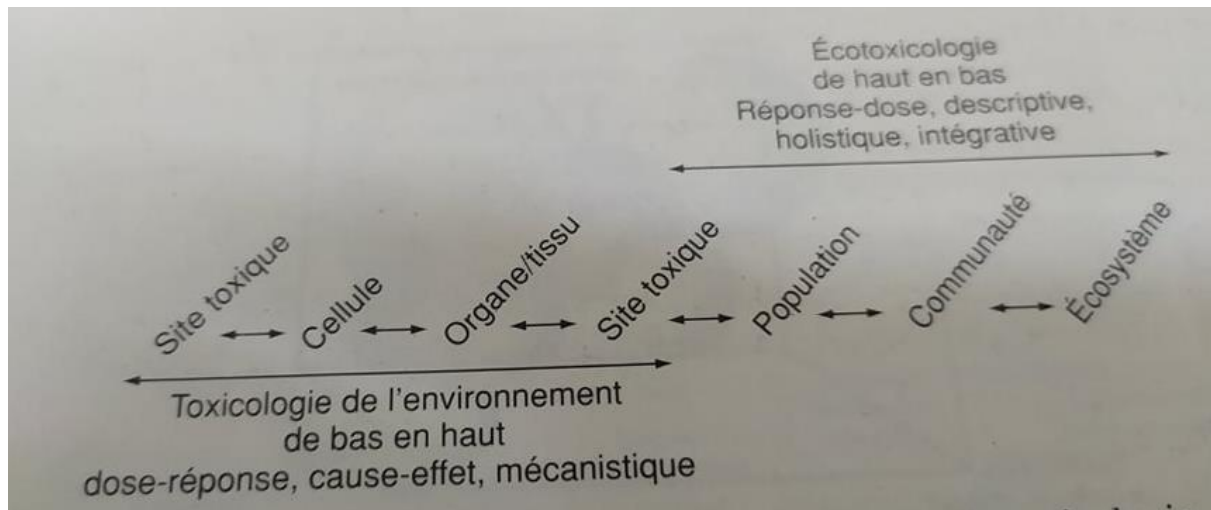 Écotoxicologie
de haut en bas
Réponse-dose, descriptive,
holistique, intégrative
Site toxique
Cellule
Organe/tissu
Site toxique
Population
Communauté
Écosystème
Toxicologie de l'environnement
de bas en haut
dose-réponse, cause-effet, mécanistique